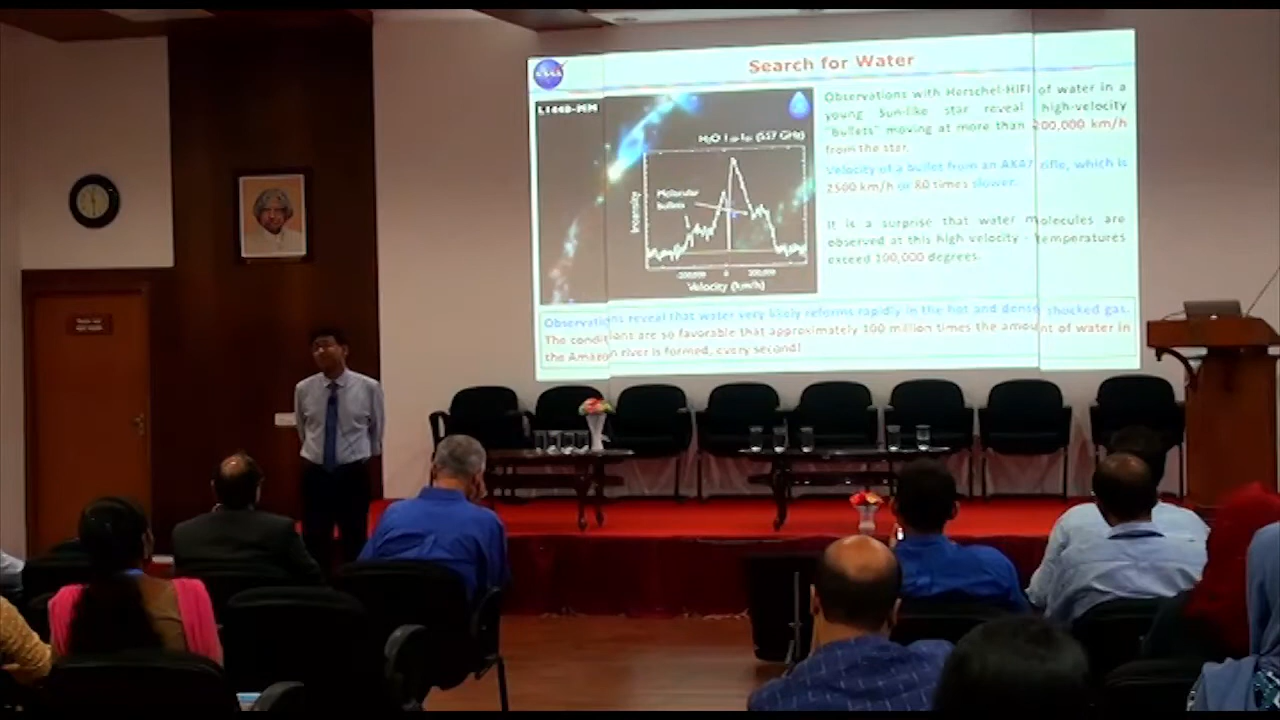 NASA
Search for Water
L1448-MM
H2O 1₁₀-1₀₁ (557 GHz)
Intensity
Molecular
bullets
-200,000 0 200,000
Velocity (km/h)
Observations with Herschel-HIFI of water in a
young Sun-like star reveal high-velocity
"bullets" moving at more than 200,000 km/h
from the star.
Velocity of a bullet from an AK47 rifle, which is
2500 km/h or 80 times slower.
It is a surprise that water molecules are
observed at this high velocity - temperatures
exceed 100,000 degrees.
Observations reveal that water very likely reforms rapidly in the hot and dense shocked gas.
The conditions are so favorable that approximately 100 million times the amount of water in
the Amazon river is formed, every second!